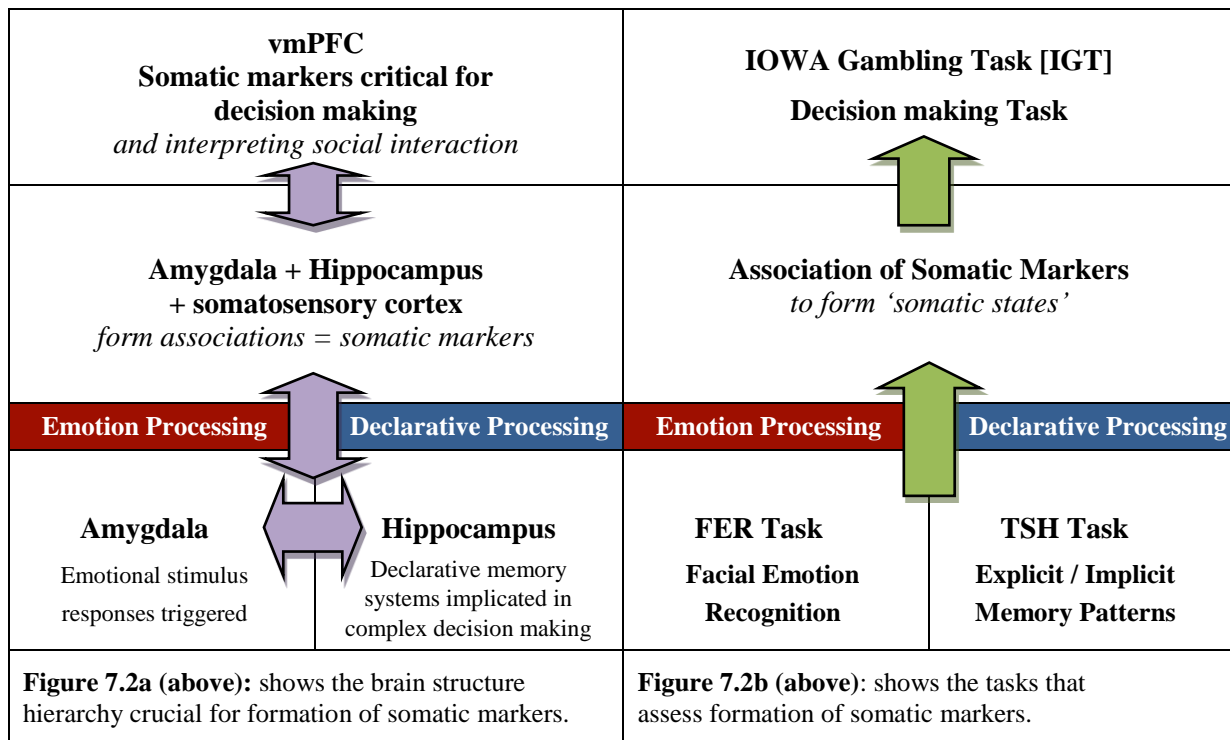 vmPFC
Somatic markers critical for
decision making
and interpreting social interaction
Amygdala + Hippocampus
+ somatosensory cortex
form associations = somatic markers
Emotion Processing
Declarative Processing
Amygdala
Emotional stimulus
responses triggered
Hippocampus
Declarative memory
systems implicated in
complex decision making
Figure 7.2a (above): shows the brain structure
hierarchy crucial for formation of somatic markers.
IOWA Gambling Task [IGT]
Decision making Task
Association of Somatic Markers
to form ‘somatic states’
Emotion Processing
Declarative Processing
FER Task
Facial Emotion
Recognition
TSH Task
Explicit / Implicit
Memory Patterns
Figure 7.2b (above): shows the tasks that
assess formation of somatic markers.